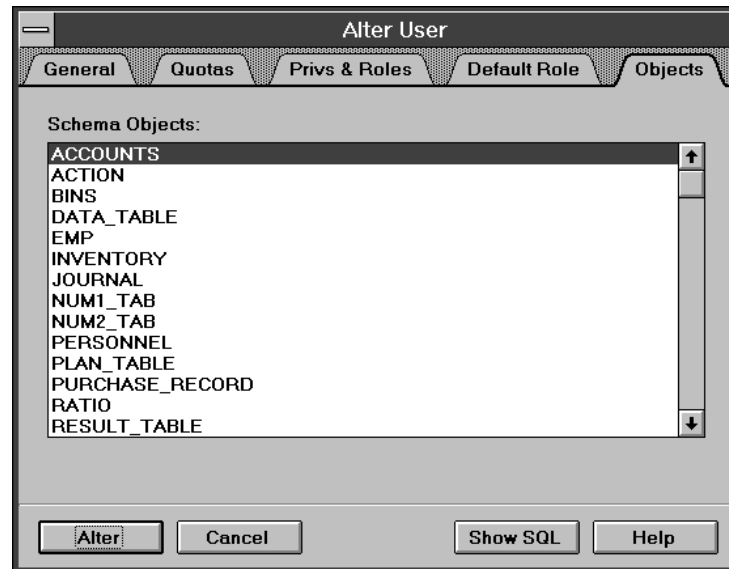 Alter User
General Quotas Privs & Roles Default Role Objects
Schema Objects:
ACCOUNTS
ACTION
BINS
DATA_TABLE
EMP
INVENTORY
JOURNAL
NUM1_TAB
NUM2_TAB
PERSONNEL
PLAN_TABLE
PURCHASE_RECORD
RATIO
RESULT_TABLE
Alter Cancel Show SQL Help